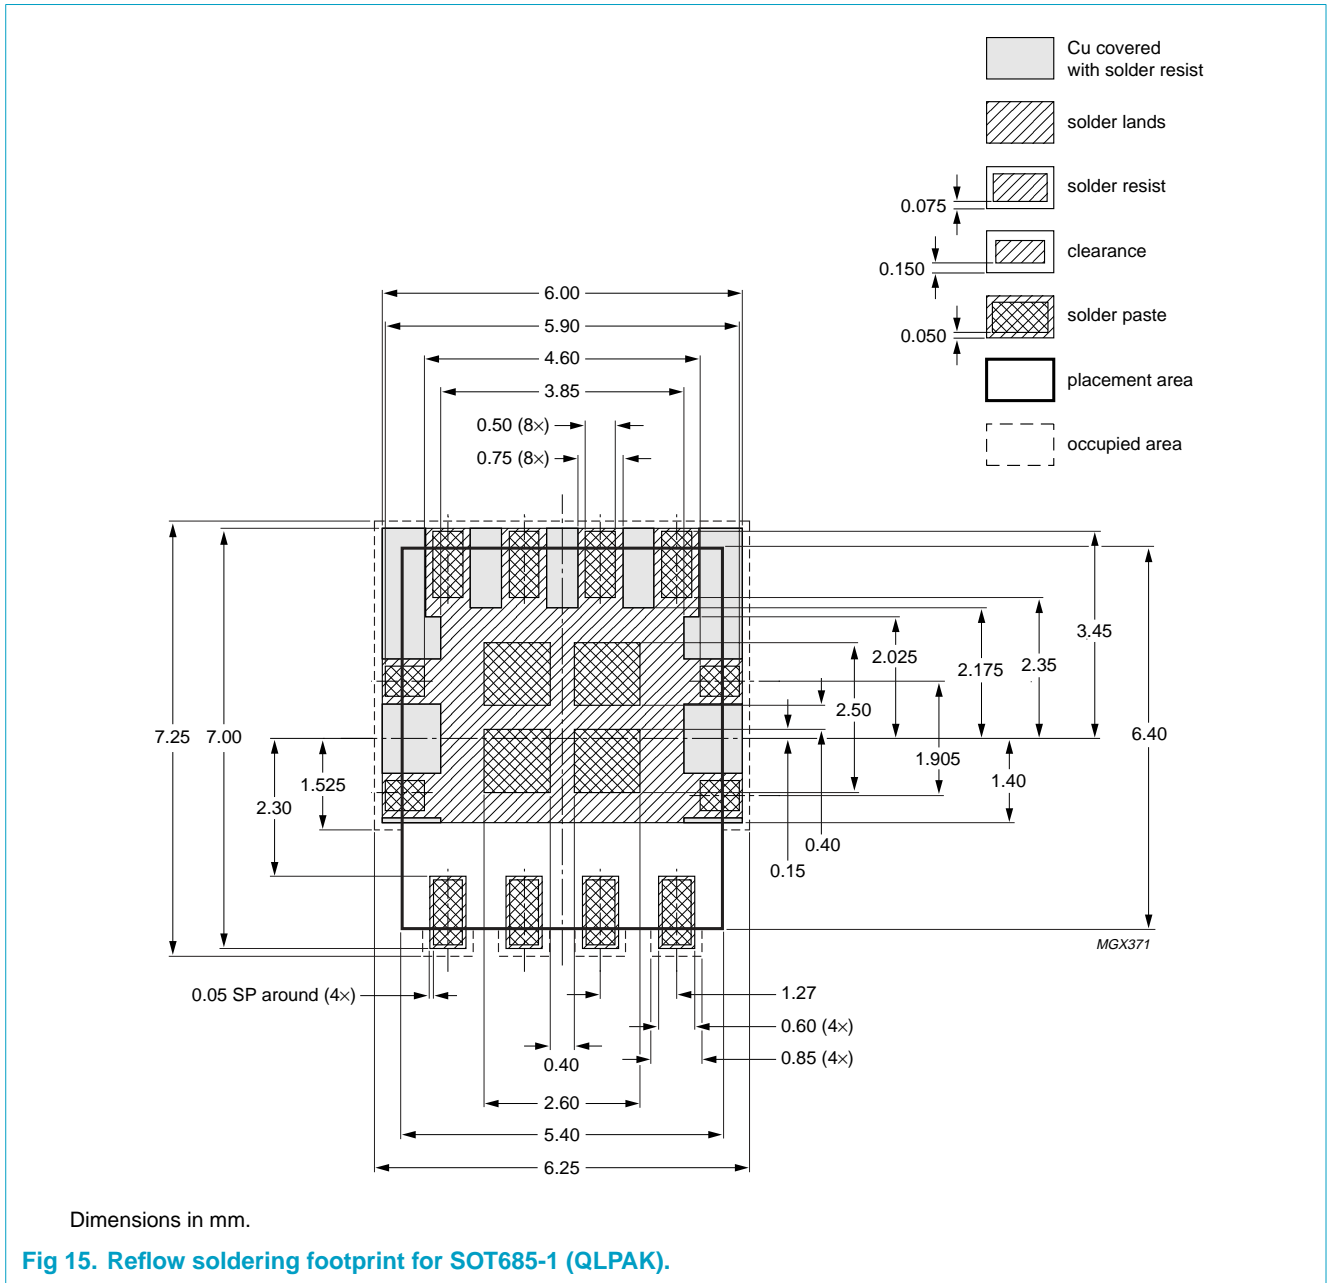 Cu covered
with solder resist
solder lands
solder resist
0.075
clearance
0.150
solder paste
0.050
placement area
occupied area
6.00
5.90
4.60
3.85
0.50 (8×)
0.75 (8×)
7.25
7.00
2.30
1.525
2.025
2.175
2.35
3.45
2.50
1.905
1.40
6.40
0.40
0.15
MGX371
0.05 SP around (4×)
1.27
0.60 (4×)
0.85 (4×)
0.40
2.60
5.40
6.25
Dimensions in mm.
Fig 15. Reflow soldering footprint for SOT685-1 (QLPAK).